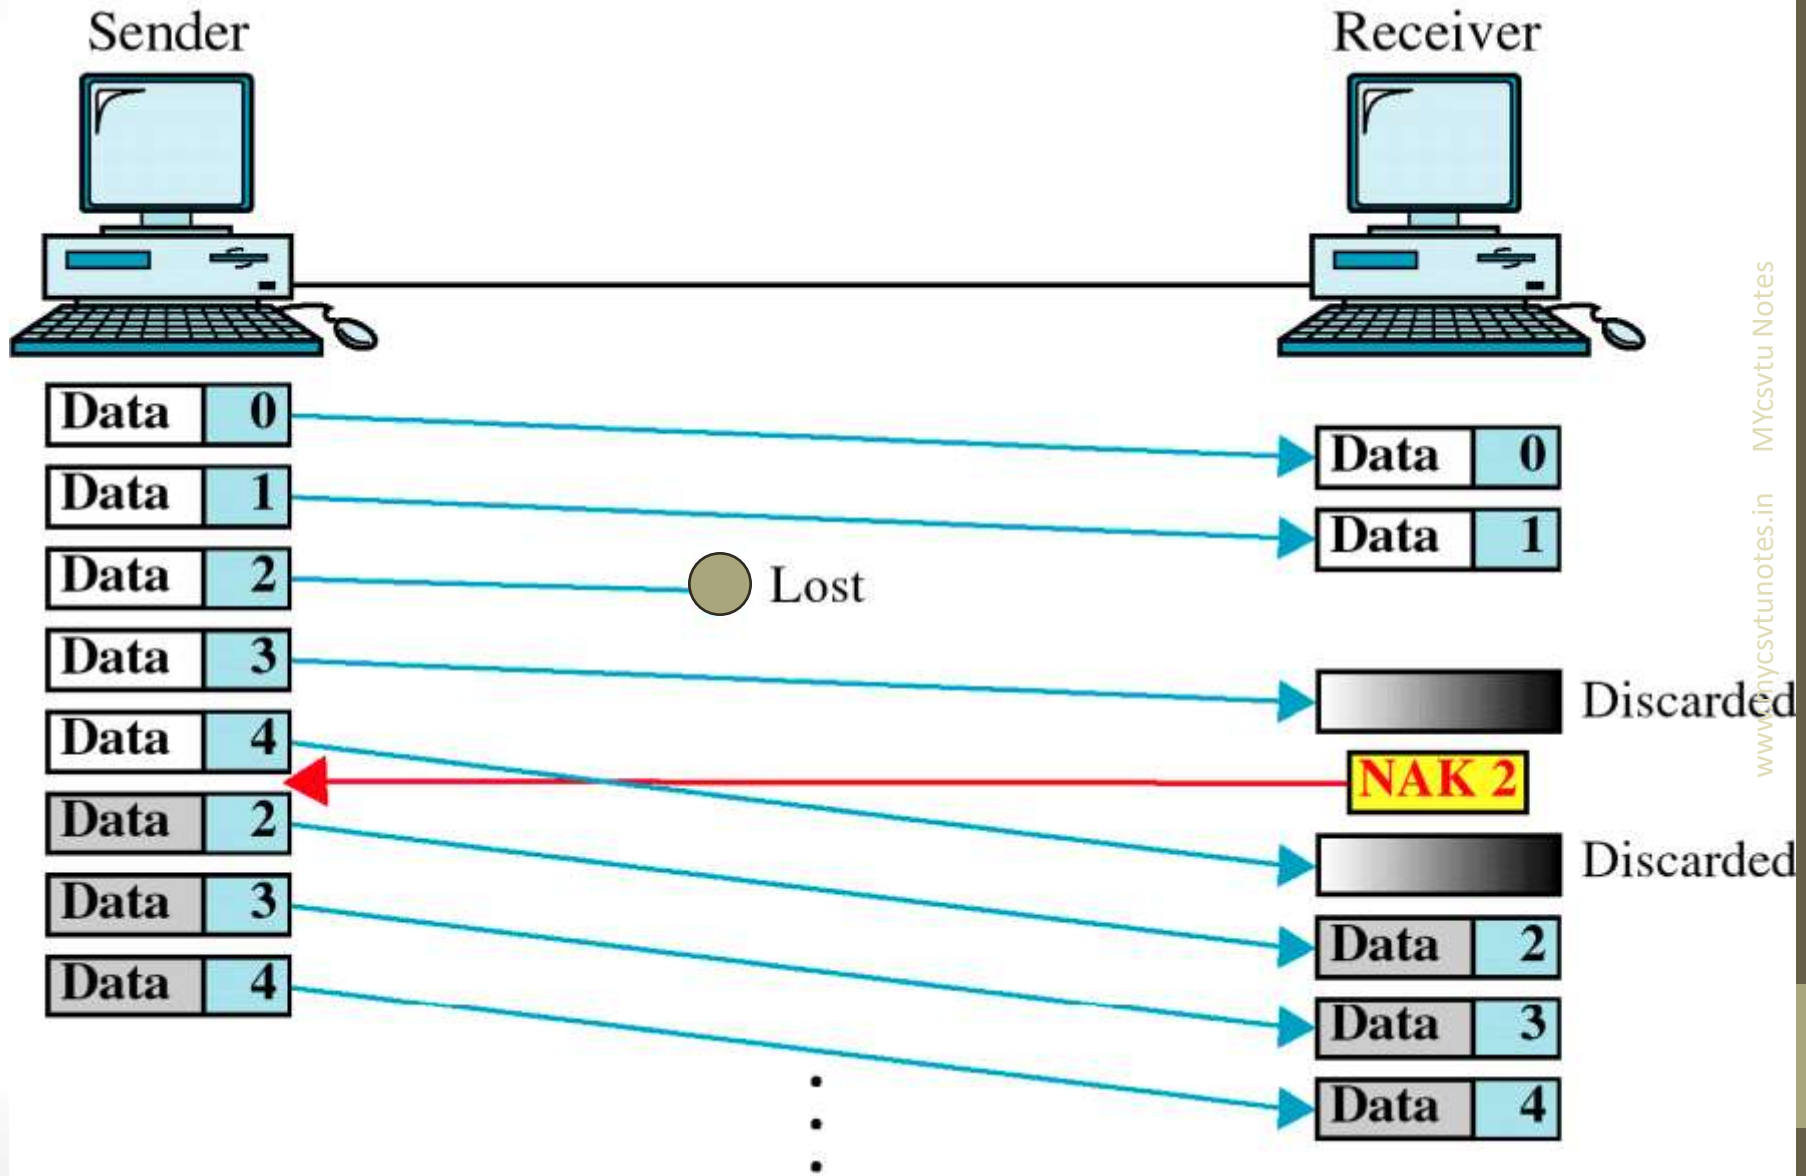 Sender
Receiver
Data 0
Data 0
Data 1
Data 1
Data 2
Lost
Data 3
Discarded
Data 4
NAK 2
Data 2
Discarded
Data 3
Data 2
Data 4
Data 3
Data 4
www.mycsvtunotes.in MYcsvtu Notes